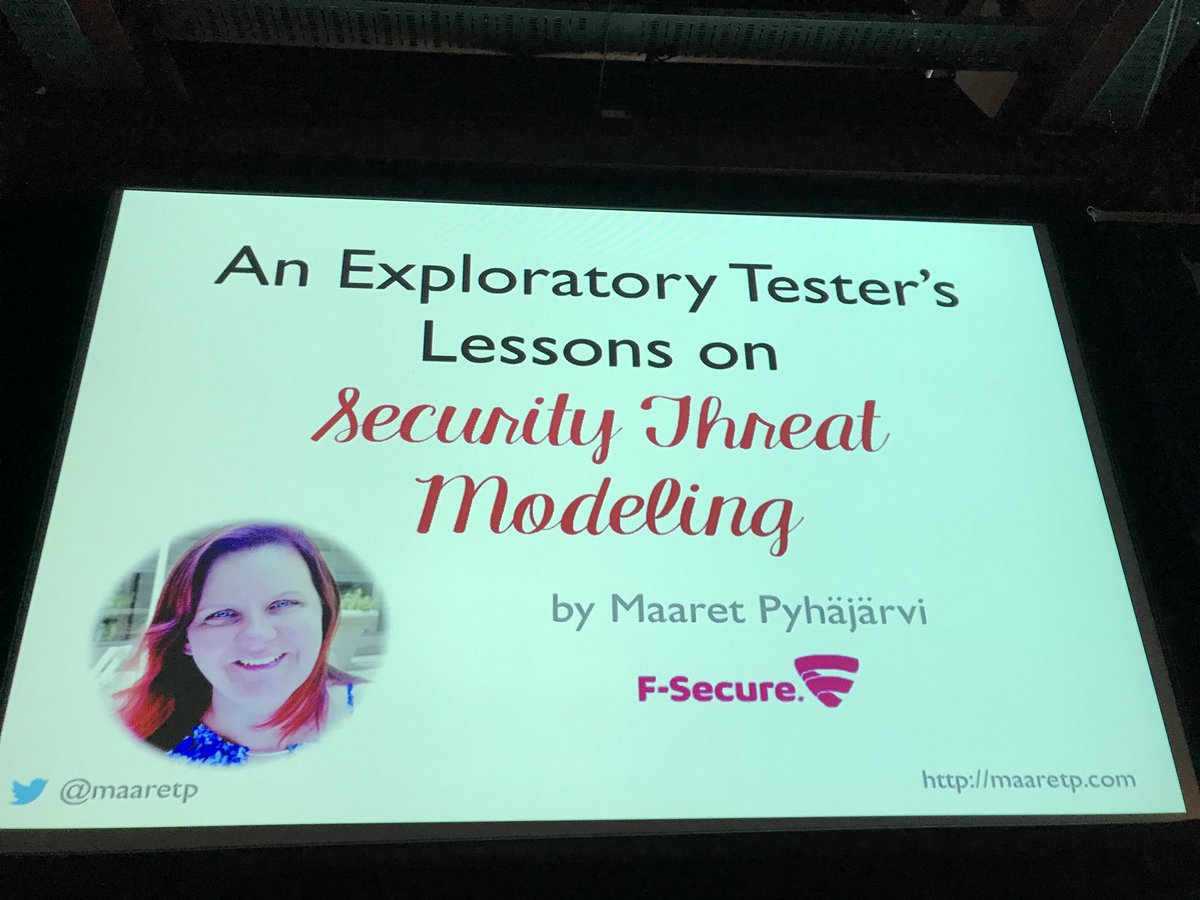 An Exploratory Tester's
Lessons on
Security Threat
Modeling
by Maaret Pyhäjärvi
F-Secure.
@maaretp
http://maaretp.com